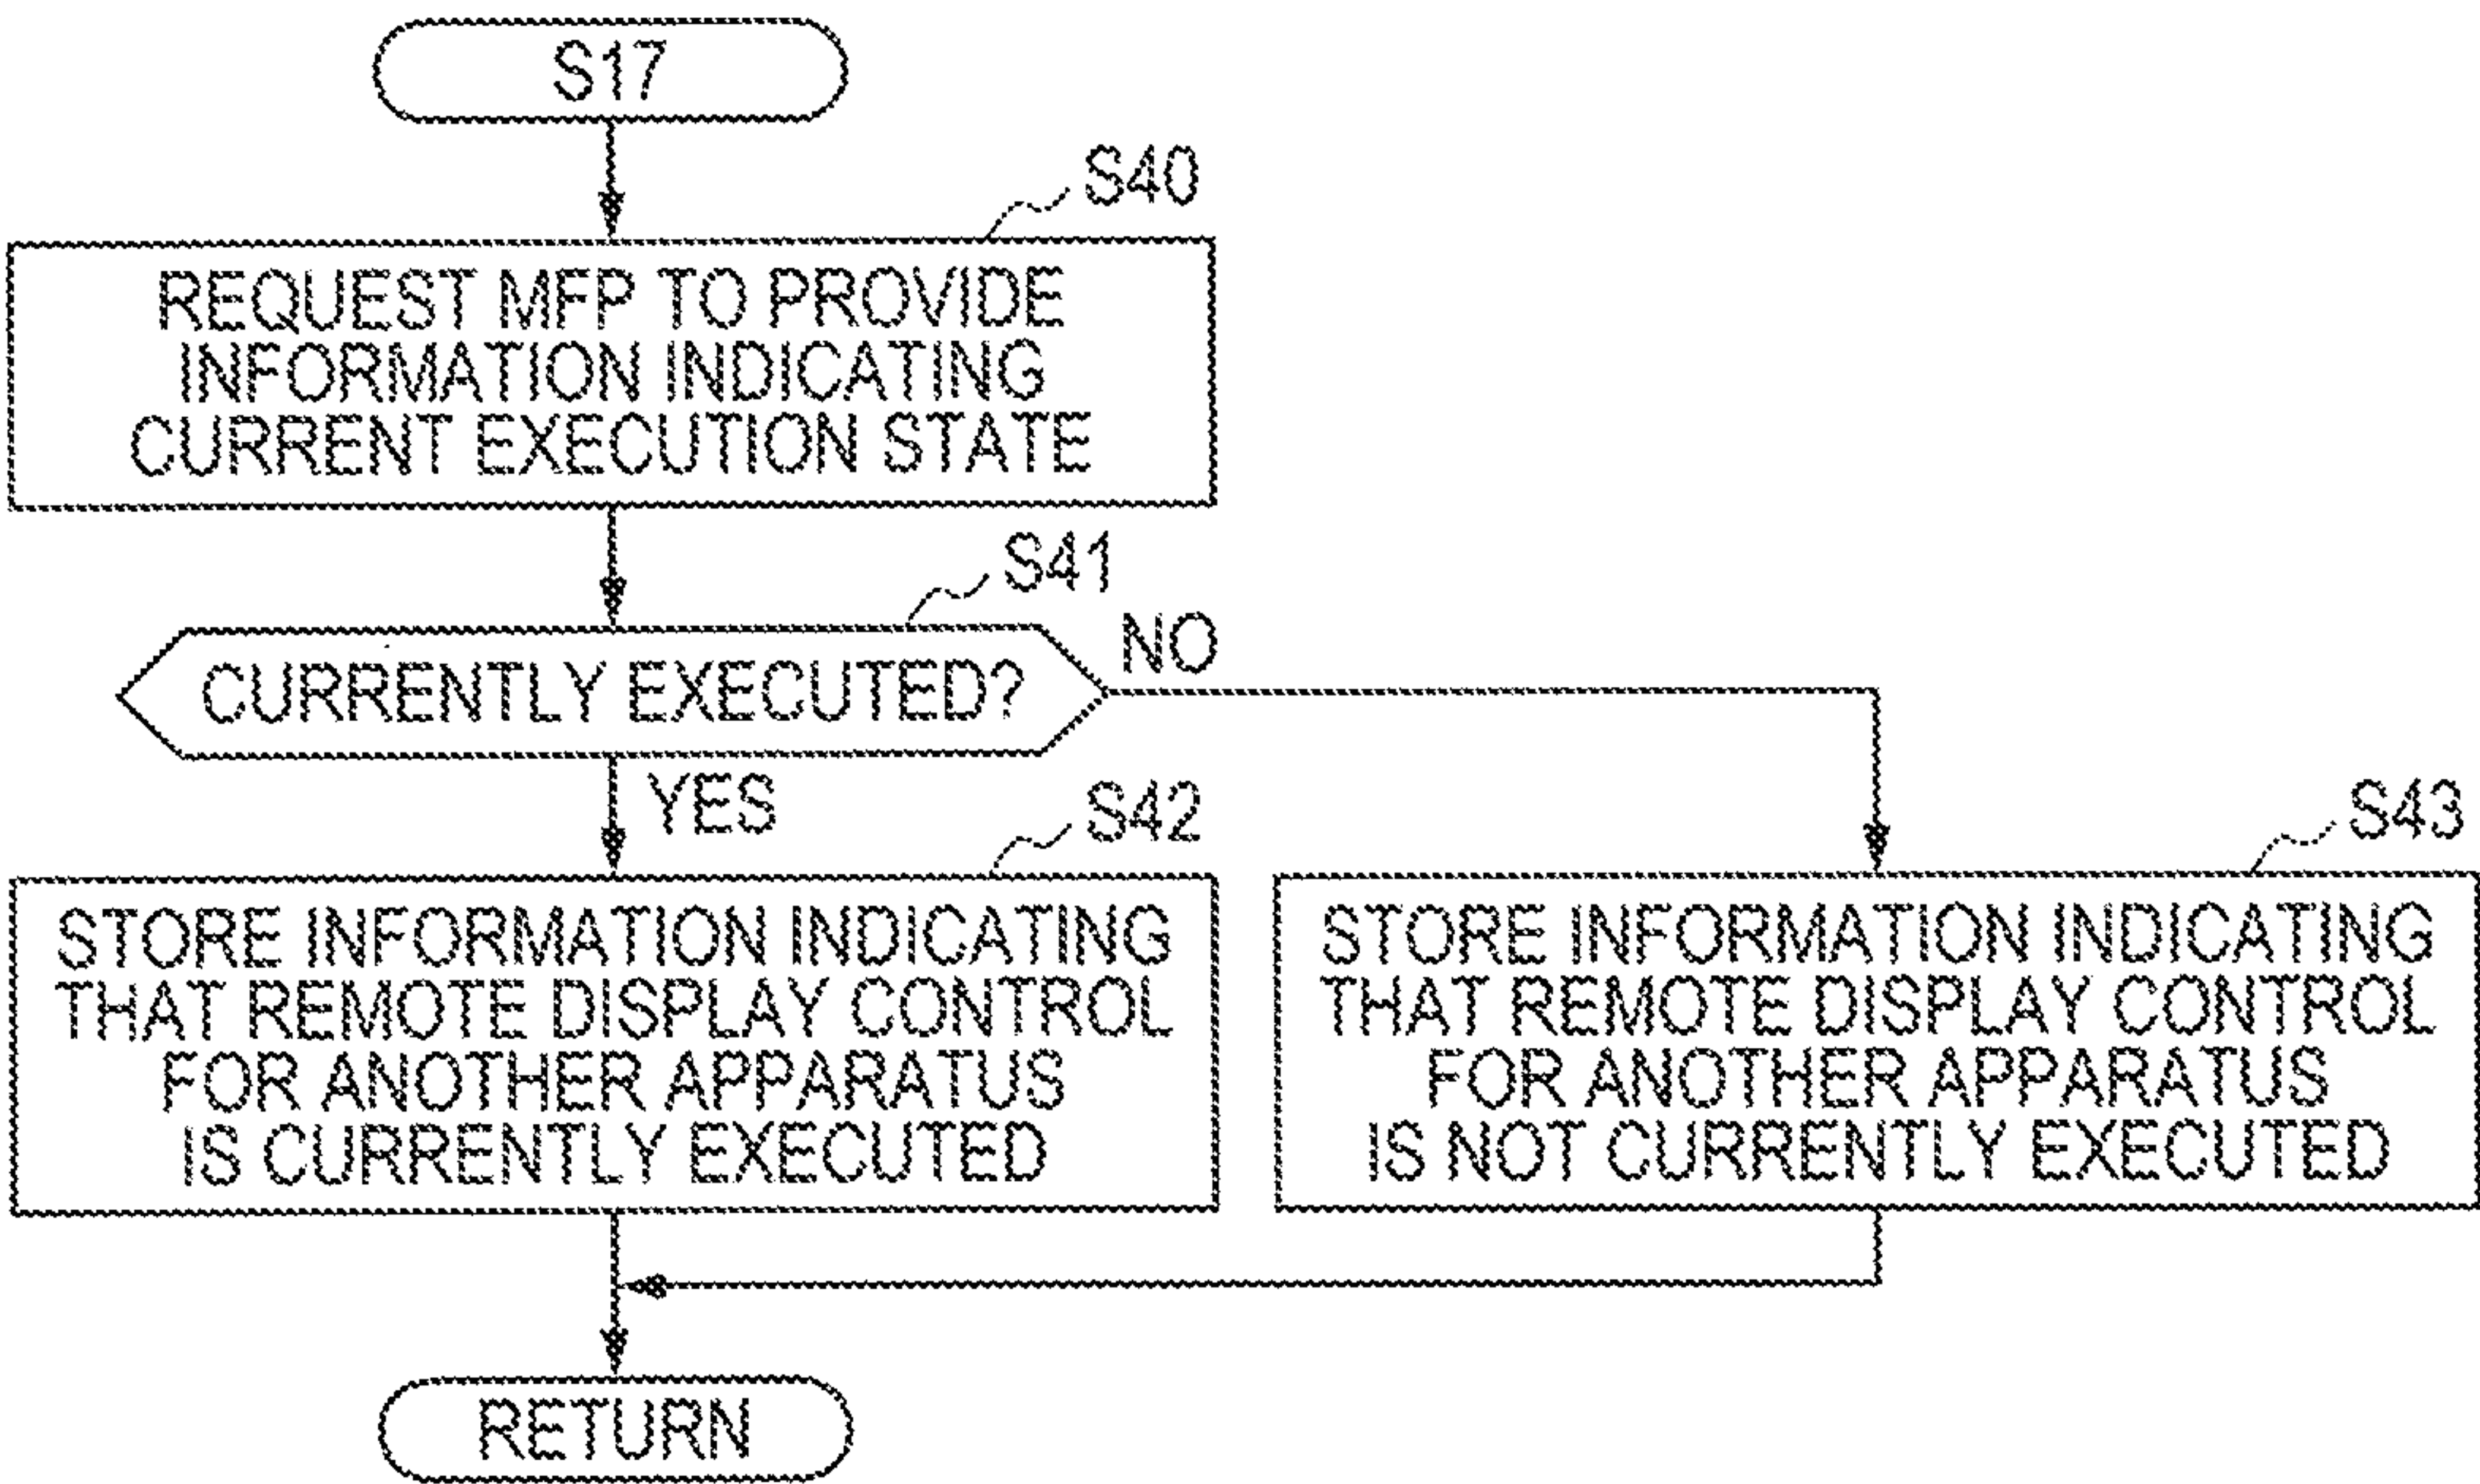 S17
S40
REQUEST MFP TO PROVIDE
INFORMATION INDICATING
CURRENT EXECUTION STATE
S41
CURRENTLY EXECUTED?
NO
YES
S42
STORE INFORMATION INDICATING
THAT REMOTE DISPLAY CONTROL
FOR ANOTHER APPARATUS
IS CURRENTLY EXECUTED
S43
STORE INFORMATION INDICATING
THAT REMOTE DISPLAY CONTROL
FOR ANOTHER APPARATUS
IS NOT CURRENTLY EXECUTED
RETURN